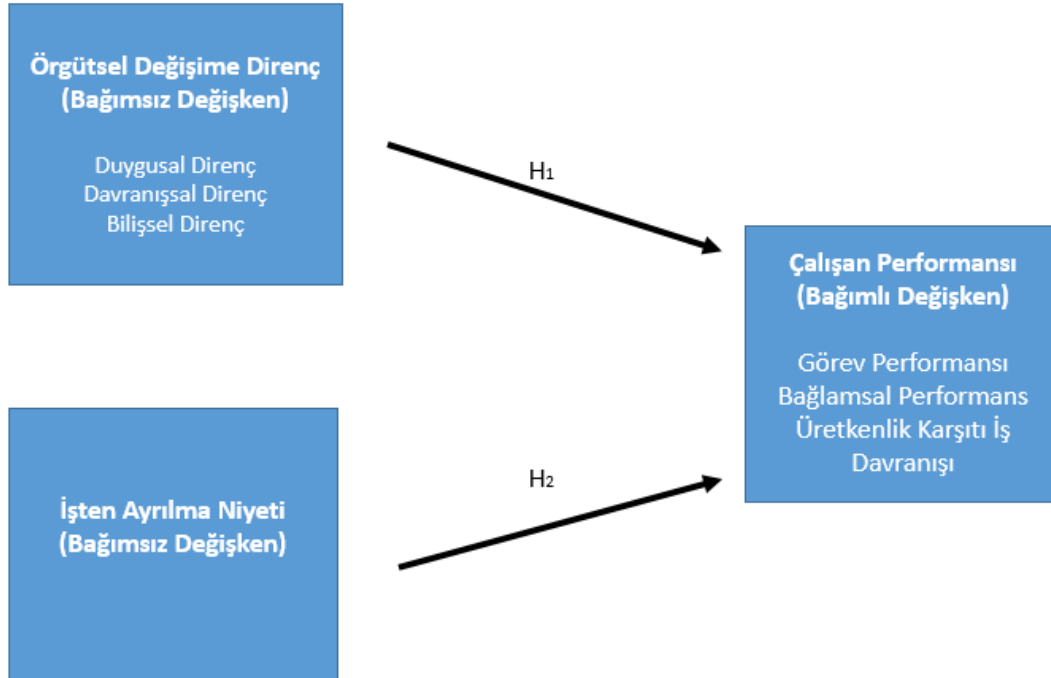 Örgütsel Değişime Direnç
(Bağımsız Değişken)
Duygusal Direnç
Davranışsal Direnç
Bilişsel Direnç
H1
Çalışan Performansı
(Bağımlı Değişken)
Görev Performansı
Bağlamsal Performans
Üretkenlik Karşıtı İş
Davranışı
İşten Ayrılma Niyeti
(Bağımsız Değişken)
H2